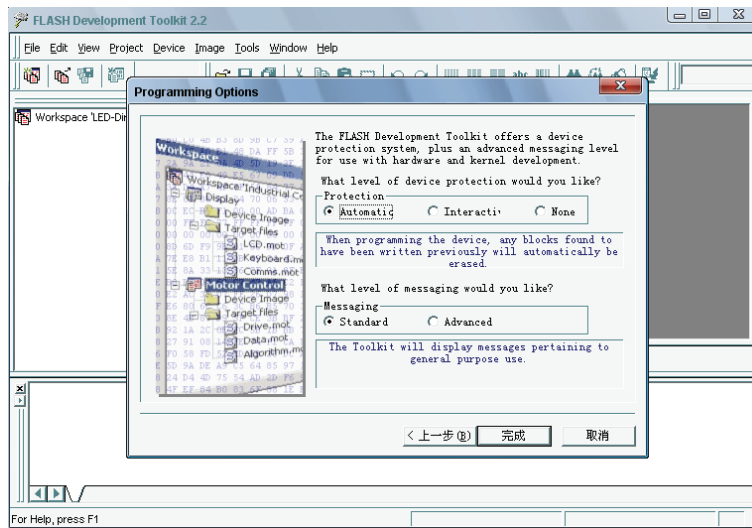 FLASH Development Toolkit 2.2
File Edit View Project Device Image Tools Window Help
abc
Workspace 'LED-Dir
Programming Options
Workspace
Workspace 'Industrial Co
Display
Device Image
Target Files
LCD.mot
Keyboard.m
Comms.mot
Motor Control
Device Image
Target Files
Drive.mot
Data.mot
Algorithm.mo
The FLASH Development Toolkit offers a device
protection system, plus an advanced messaging level
for use with hardware and kernel development.
What level of device protection would you like?
Protection
Automatic Interacti None
When programming the device, any blocks found to
have been written previously will automatically be
erased.
What level of messaging would you like?
Messaging
Standard Advanced
The Toolkit will display messages pertaining to
general purpose use.
< 上一步(B) 完成 取消
For Help, press F1